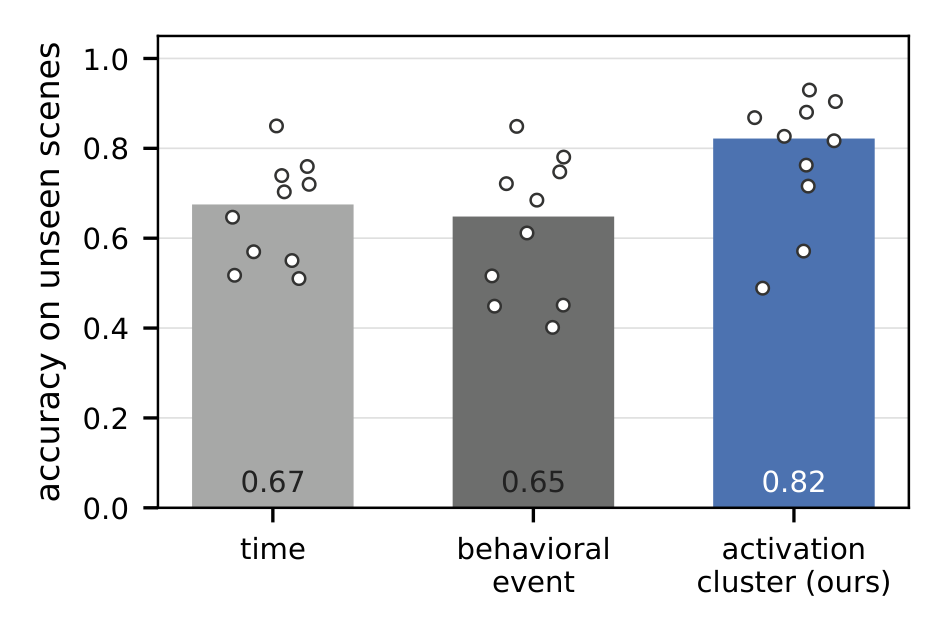 accuracy on unseen scenes
1.0
0.8
0.6
0.4
0.2
0.0
0.67
0.65
0.82
time
behavioral
event
activation
cluster (ours)